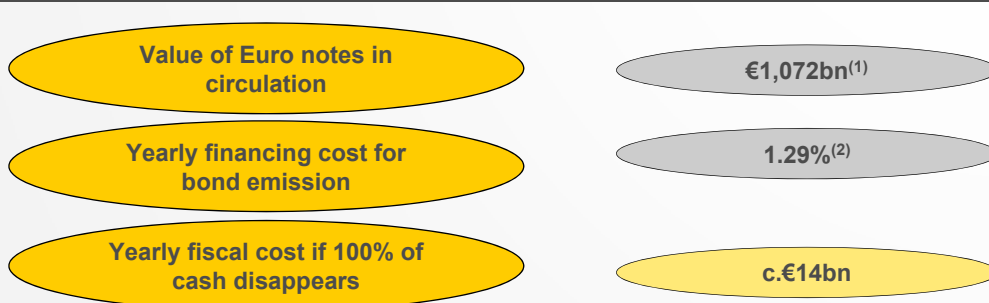 Value of Euro notes in
circulation
€1,072bn(1)
Yearly financing cost for
bond emission
1.29%(2)
Yearly fiscal cost if 100% of
cash disappears
c.€14bn